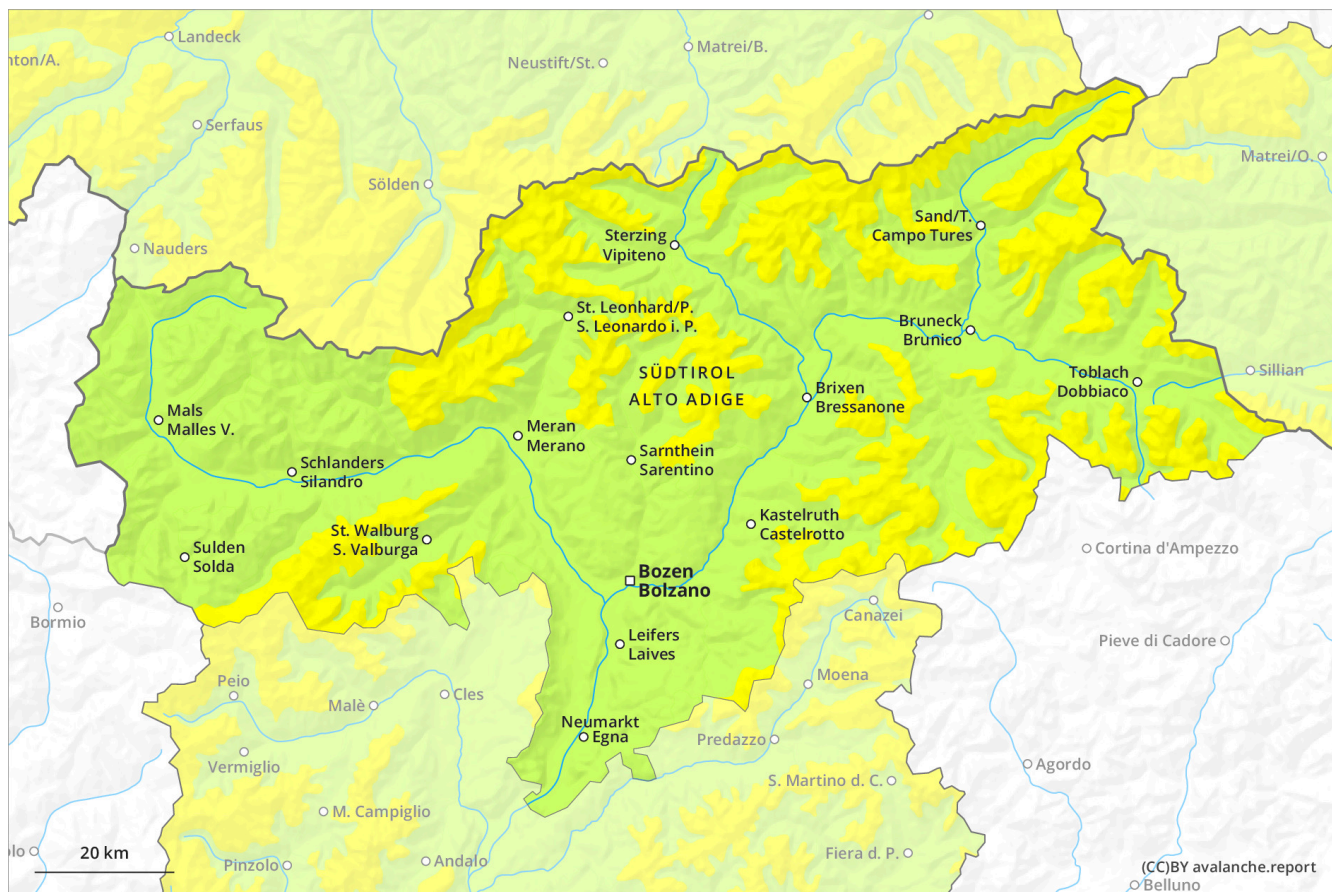 Landeck
nton/A.
Neustift/St.
Matrei/B.
Serfaus
Matrei/O.
Sölden
Nauders
Sand/T.
Campo Tures
Sterzing
Vipiteno
St. Leonhard/P.
S. Leonardo i. P.
Bruneck
Brunico
SÜDTIROL
ALTO ADIGE
Toblach
Dobbiaco
Sillian
Brixen
Bressanone
Mals
Malles V.
Meran
Merano
Sarnthein
Sarentino
Schlanders
Silandro
Kastelruth
Castelrotto
St. Walburg
S. Valburga
Sulden
Solda
Cortina d'Ampezzo
Bozen
Bolzano
Bormio
Canazei
Leifers
Laives
Pieve di Cadore
Peio
Moena
Malè
Cles
Neumarkt
Egna
Predazzo
Vermiglio
Agordo
S. Martino d. C.
M. Campiglio
lo
20 km
Pinzolo
Andalo
Fiera d. P.
(CC)BY avalanche.report
Belluno